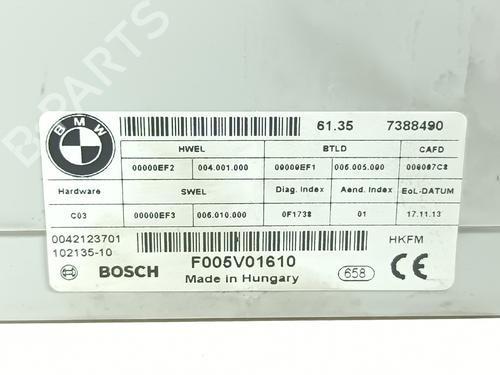 B-PARTS
BMW
61.35 7388490
HWEL BTLD CAFD
00000EF2 004.001.000 00000EF1 006.005.000 000087C8
Hardware SWEL Diag. Index Aend. Index EoL-DATUM
C03 00000EF3 006.010.000 0F1738 01 17.11.13
0042123701 HKFM
102135-10
BOSCH F005V01610
Made in Hungary 658 CE